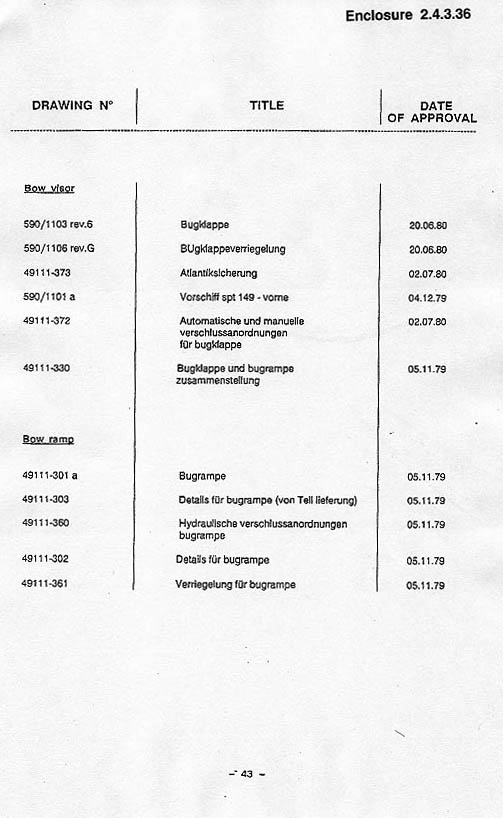 Enclosure 2.4.3.36
DRAWING N° TITLE DATE
OF APPROVAL
Bow visor
590/1103 rev.6 Bugklappe 20.06.80
590/1106 rev.G BUgklappeverriegelung 20.06.80
49111-373 Atlantiksicherung 02.07.80
590/1101 a Vorschiff spt 149 - vorne 04.12.79
49111-372 Automatische und manuelle 02.07.80
verschlussanordnungen
für bugklappe
49111-330 Bugklappe und bugrampe 05.11.79
zusammenstellung
Bow ramp
49111-301 a Bugrampe 05.11.79
49111-303 Details für bugrampe (von Tell lieferung) 05.11.79
49111-360 Hydraulische verschlussanordnungen 05.11.79
bugrampe
49111-302 Details für bugrampe 05.11.79
49111-361 Verriegelung für bugrampe 05.11.79
- 43 -